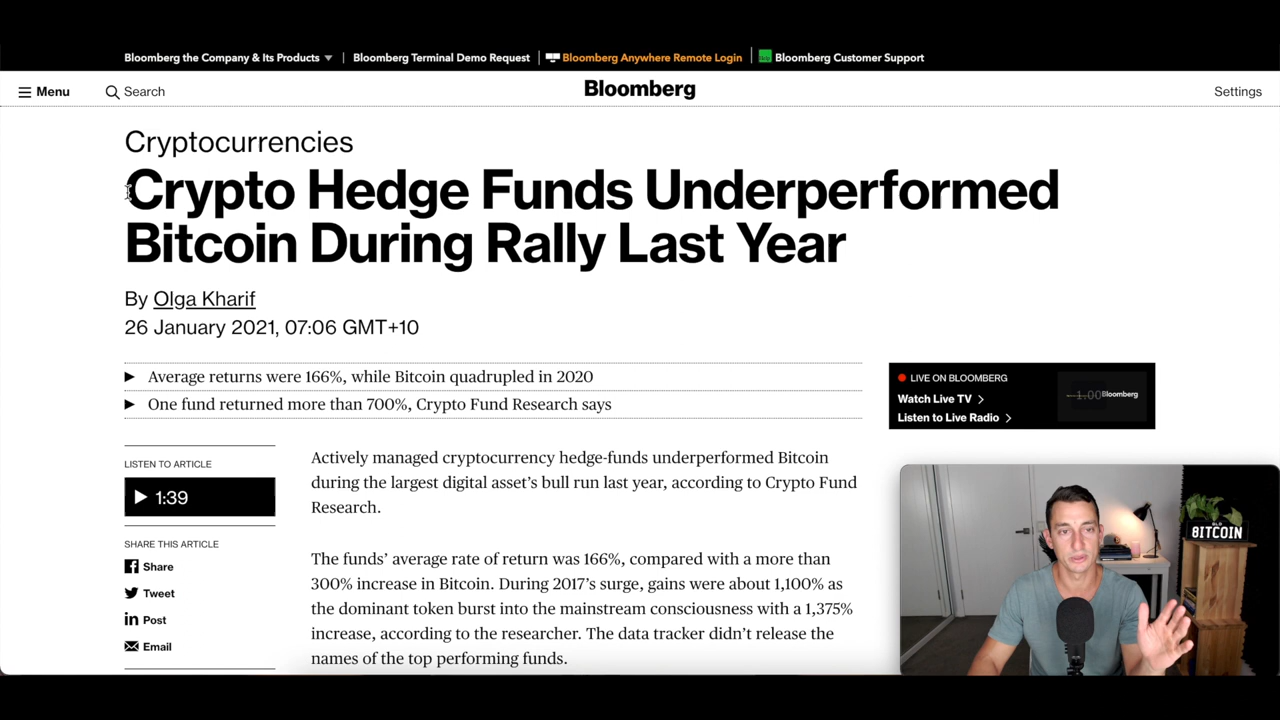 Bloomberg the Company & Its Products ▼ | Bloomberg Terminal Demo Request | Bloomberg Anywhere Remote Login | Bloomberg Customer Support
Menu
Search
Bloomberg
Settings
Cryptocurrencies
Crypto Hedge Funds Underperformed
Bitcoin During Rally Last Year
By Olga Kharif
26 January 2021, 07:06 GMT+10
Average returns were 166%, while Bitcoin quadrupled in 2020
One fund returned more than 700%, Crypto Fund Research says
LIVE ON BLOOMBERG
Watch Live TV
Listen to Live Radio
1.00
Bloomberg
LISTEN TO ARTICLE
1:39
SHARE THIS ARTICLE
Share
Tweet
Post
Email
Actively managed cryptocurrency hedge-funds underperformed Bitcoin
during the largest digital asset’s bull run last year, according to Crypto Fund
Research.
The funds’ average rate of return was 166%, compared with a more than
300% increase in Bitcoin. During 2017’s surge, gains were about 1,100% as
the dominant token burst into the mainstream consciousness with a 1,375%
increase, according to the researcher. The data tracker didn’t release the
names of the top performing funds.
BITCOIN